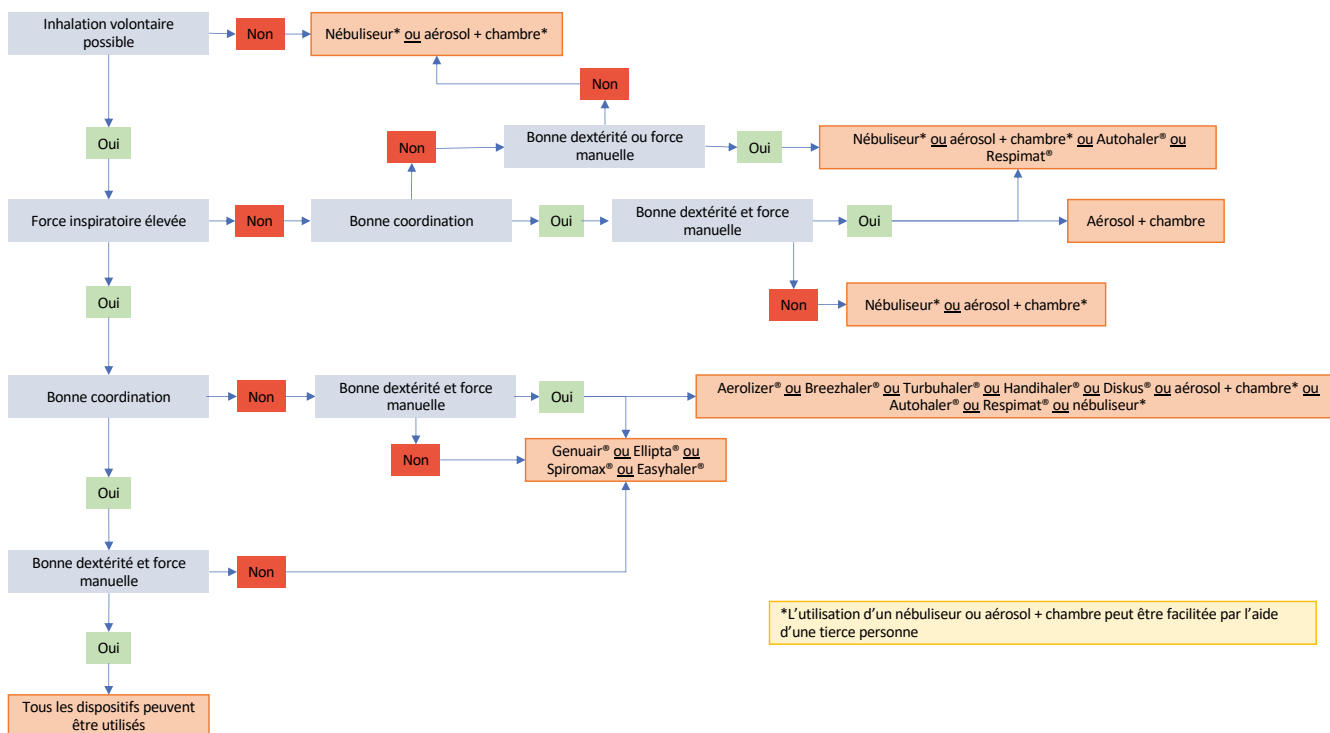 Inhalation volontaire
possible
Non
Nébuliseur* ou aérosol + chambre*
Non
Oui
Non
Bonne dextérité ou force
manuelle
Oui
Nébuliseur* ou aérosol + chambre* ou Autohaler® ou
Respimat®
Force inspiratoire élevée
Non
Bonne coordination
Oui
Bonne dextérité et force
manuelle
Oui
Aérosol + chambre
Oui
Non
Nébuliseur* ou aérosol + chambre*
Bonne coordination
Non
Bonne dextérité et force
manuelle
Oui
Aerolizer® ou Breezhaler® ou Turbuhaler® ou Handihaler® ou Diskus® ou aérosol + chambre* ou
Autohaler® ou Respimat® ou nébuliseur*
Non
Genuair® ou Ellipta® ou
Spiromax® ou Easyhaler®
Oui
Bonne dextérité et force
manuelle
Non
*L'utilisation d'un nébuliseur ou aérosol + chambre peut être facilitée par l'aide
d'une tierce personne
Oui
Tous les dispositifs peuvent
être utilisés